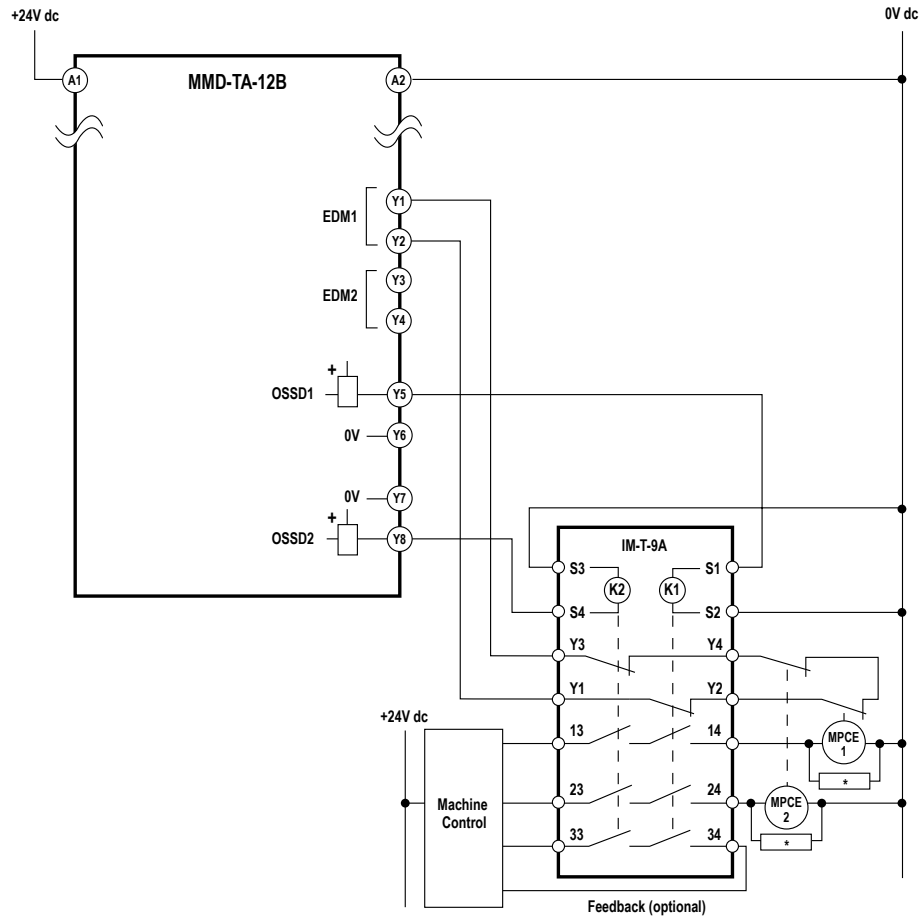 +24V dc
0V dc
A1
MMD-TA-12B
A2
EDM1
Y1
Y2
EDM2
Y3
Y4
+
OSSD1
Y5
0V
Y6
0V
Y7
+
OSSD2
Y8
IM-T-9A
S3
K2
K1
S1
S4
S2
Y3
Y4
Y1
Y2
+24V dc
13
14
MPCE
1
*
Machine
Control
23
24
MPCE
2
*
33
34
Feedback (optional)